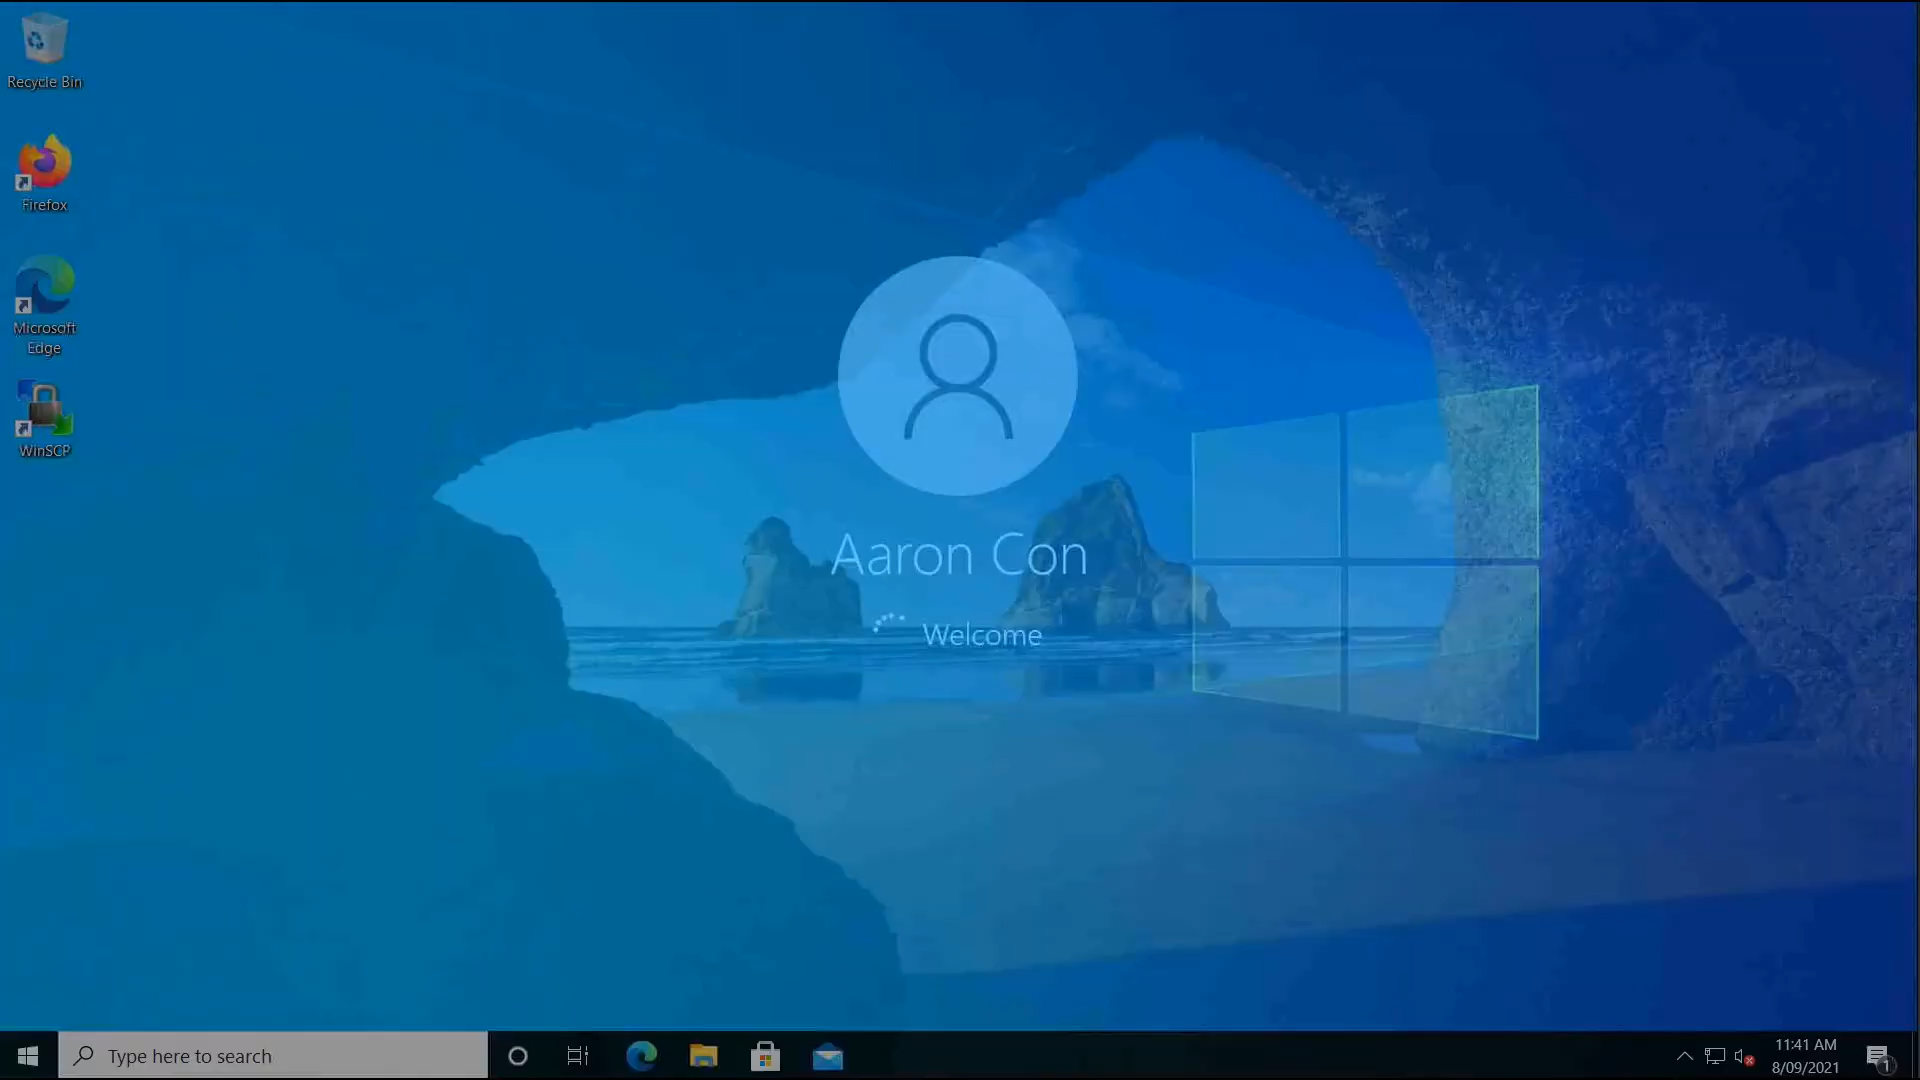 Recycle Bin
Firefox
Microsoft
Edge
WinSCP
Aaron Con
Welcome
Type here to search
11:41 AM
8/09/2021
1